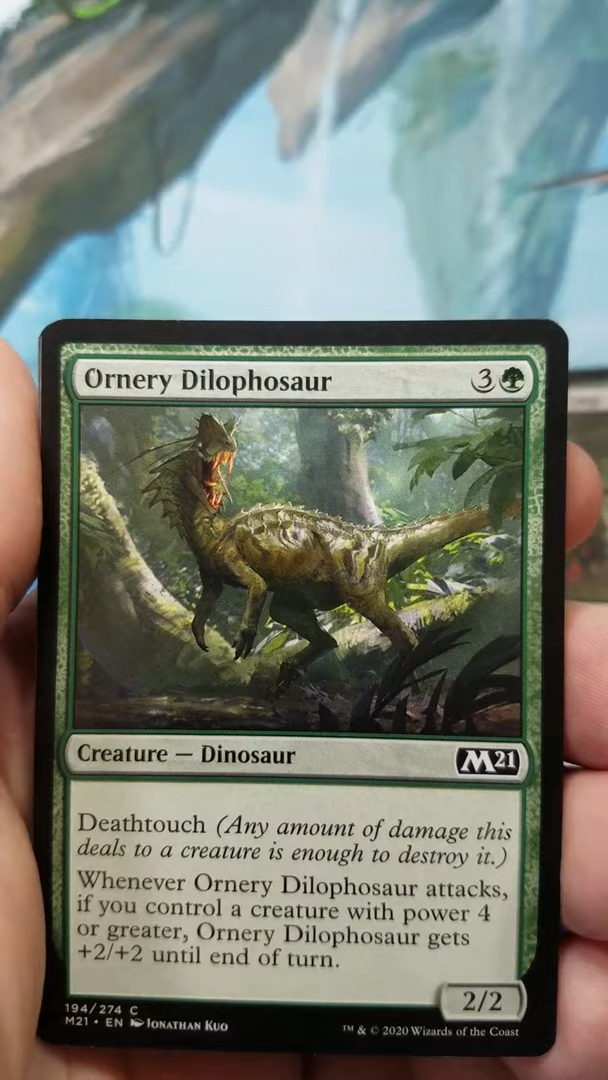 Ornery Dilophosaur 3
Creature — Dinosaur M21
Deathtouch (Any amount of damage this
deals to a creature is enough to destroy it.)
Whenever Ornery Dilophosaur attacks,
if you control a creature with power 4
or greater, Ornery Dilophosaur gets
+2/+2 until end of turn.
2/2
194/274 C
M21 • EN Jonathan Kuo
™ & © 2020 Wizards of the Coast